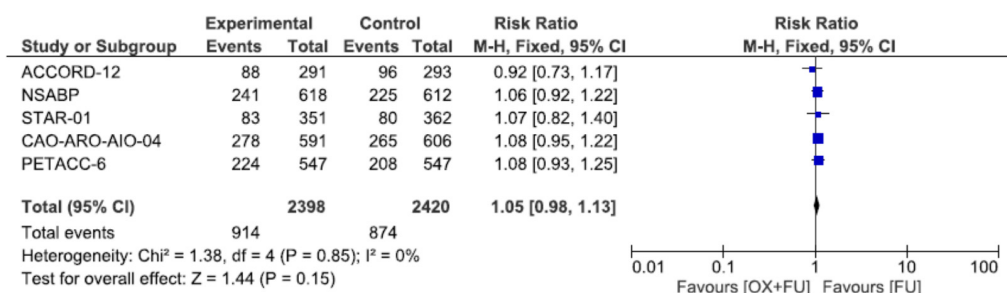 Experimental Control Risk Ratio Risk Ratio
Study or Subgroup Events Total Events Total M-H, Fixed, 95% CI M-H, Fixed, 95% CI
ACCORD-12 88 291 96 293 0.92 [0.73, 1.17]
NSABP 241 618 225 612 1.06 [0.92, 1.22]
STAR-01 83 351 80 362 1.07 [0.82, 1.40]
CAO-ARO-AIO-04 278 591 265 606 1.08 [0.95, 1.22]
PETACC-6 224 547 208 547 1.08 [0.93, 1.25]
Total (95% CI) 2398 2420 1.05 [0.98, 1.13]
Total events 914 874
Heterogeneity: Chi² = 1.38, df = 4 (P = 0.85); I² = 0%
Test for overall effect: Z = 1.44 (P = 0.15)
0.01 0.1 1 10 100
Favours [OX+FU] Favours [FU]